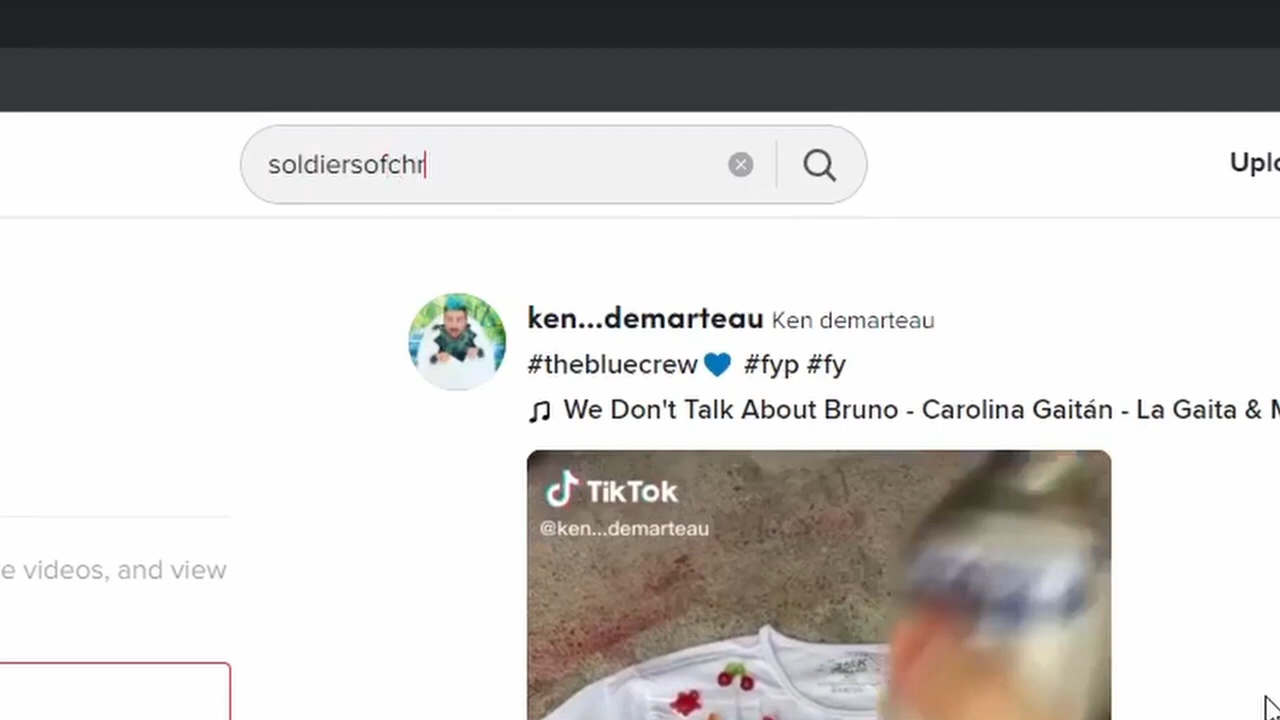 soldiersofchr
Uplo
ken...demarteau Ken demarteau
#thebluecrew💙 #fyp #fy
We Don't Talk About Bruno - Carolina Gaitán - La Gaita & M
TikTok
@ken...demarteau
e videos, and view